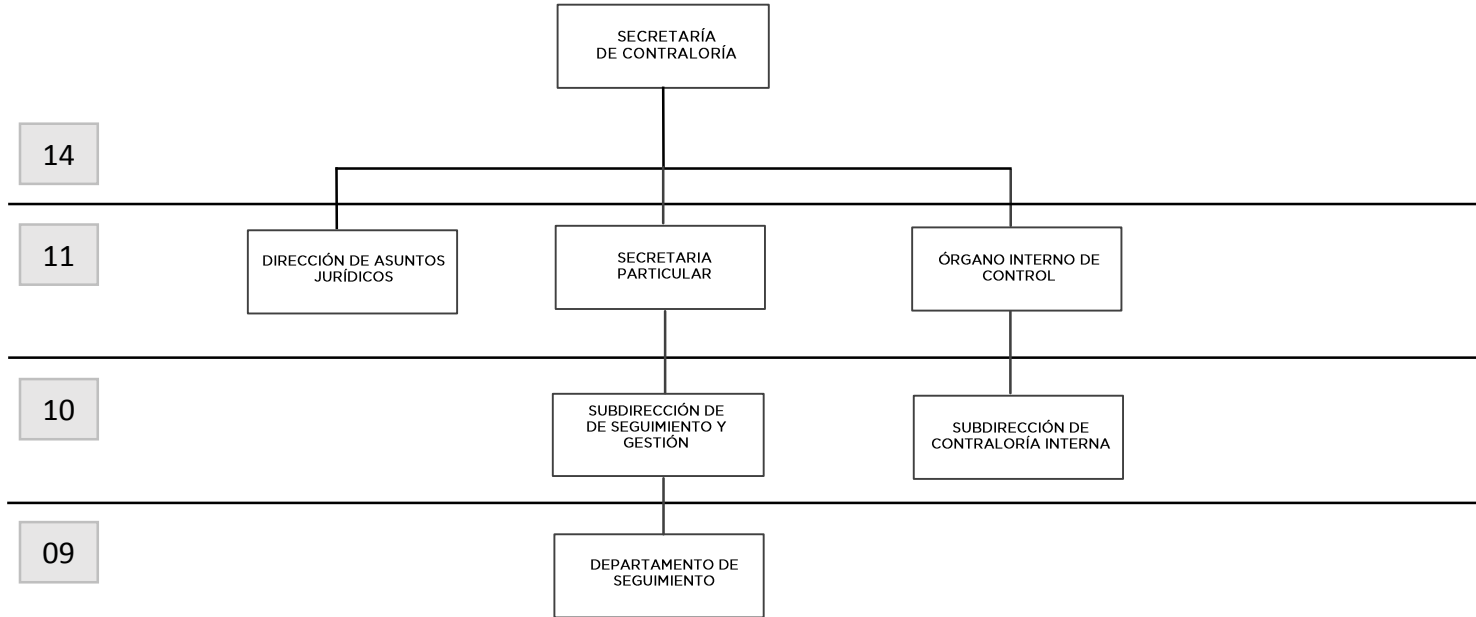 SECRETARÍA
DE CONTRALORÍA
14
11
DIRECCIÓN DE ASUNTOS
JURÍDICOS
SECRETARIA
PARTICULAR
ÓRGANO INTERNO DE
CONTROL
10
SUBDIRECCIÓN DE
DE SEGUIMIENTO Y
GESTIÓN
SUBDIRECCIÓN DE
CONTRALORÍA INTERNA
09
DEPARTAMENTO DE
SEGUIMIENTO